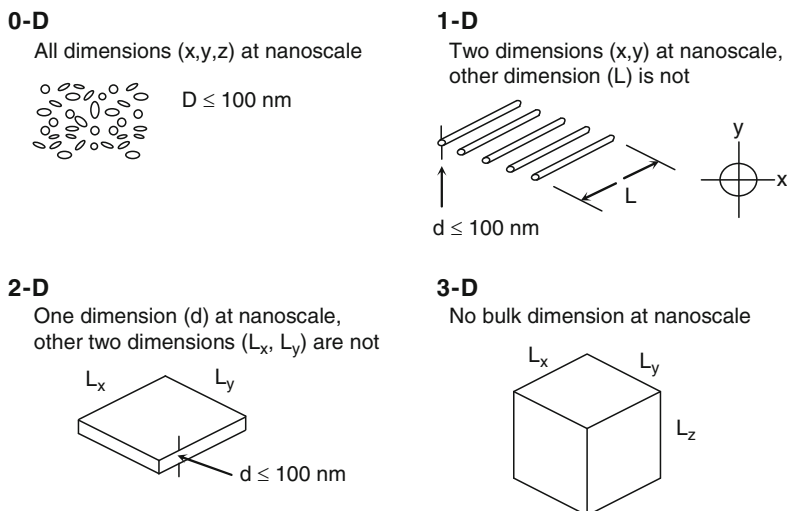 0-D
All dimensions (x,y,z) at nanoscale
D ≤ 100 nm
1-D
Two dimensions (x,y) at nanoscale,
other dimension (L) is not
d ≤ 100 nm
L
y
x
2-D
One dimension (d) at nanoscale,
other two dimensions (Lx, Ly) are not
Lx
Ly
d ≤ 100 nm
3-D
No bulk dimension at nanoscale
Lx
Ly
Lz